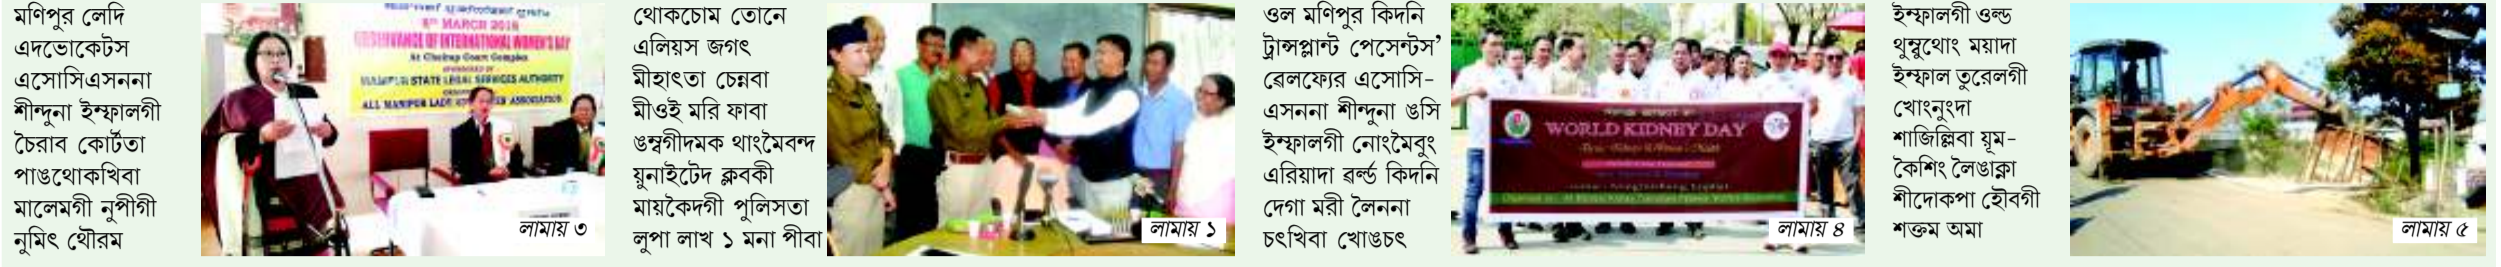 মণিপুর লেদি
এদভোকেটস
এসোসিএসননা
শীন্দুনা ইম্ফালগী
চৈরাব কোর্টতা
পাঙথোকখিবা
মালেমগী নুপীগী
নুমিৎ থৌরম
8TH MARCH 2018
OBSERVANCE OF INTERNATIONAL WOMEN'S DAY
At Cheirap Court Complex
SPONSORED BY
MANIPUR STATE LEGAL SERVICES AUTHORITY
ALL MANIPUR LADY ASSOCIATION
লামায় ৩
থোকচোম তোনে
এলিয়স জগৎ
মীহাৎতা চেন্নবা
মীওই মরি ফাবা
ঙম্বগীদমক থাংমৈবন্দ
য়ুনাইটেদ ক্লবকী
মায়কৈদগী পুলিসতা
লুপা লাখ ১ মনা পীবা
লামায় ১
ওল মণিপুর কিদনি
ট্রান্সপ্লান্ট পেসেন্টস’
ৱেলফ্যের এসোসি-
এসননা শীন্দুনা ঙসি
ইম্ফালগী নোংমৈবুং
এরিয়াদা ৱর্ল্ড কিদনি
দেগা মরী লৈননা
চৎখিবা খোঙচৎ
WORLD KIDNEY DAY
লামায় ৪
ইম্ফালগী ওল্ড
থুম্বুথোং ময়াদা
ইম্ফাল তুরেলগী
খোংনুংদা
শাজিল্লিবা য়ূম-
কৈশিং লৈঙাক্না
শীদোকপা হৌবগী
শক্তম অমা
লামায় ৫